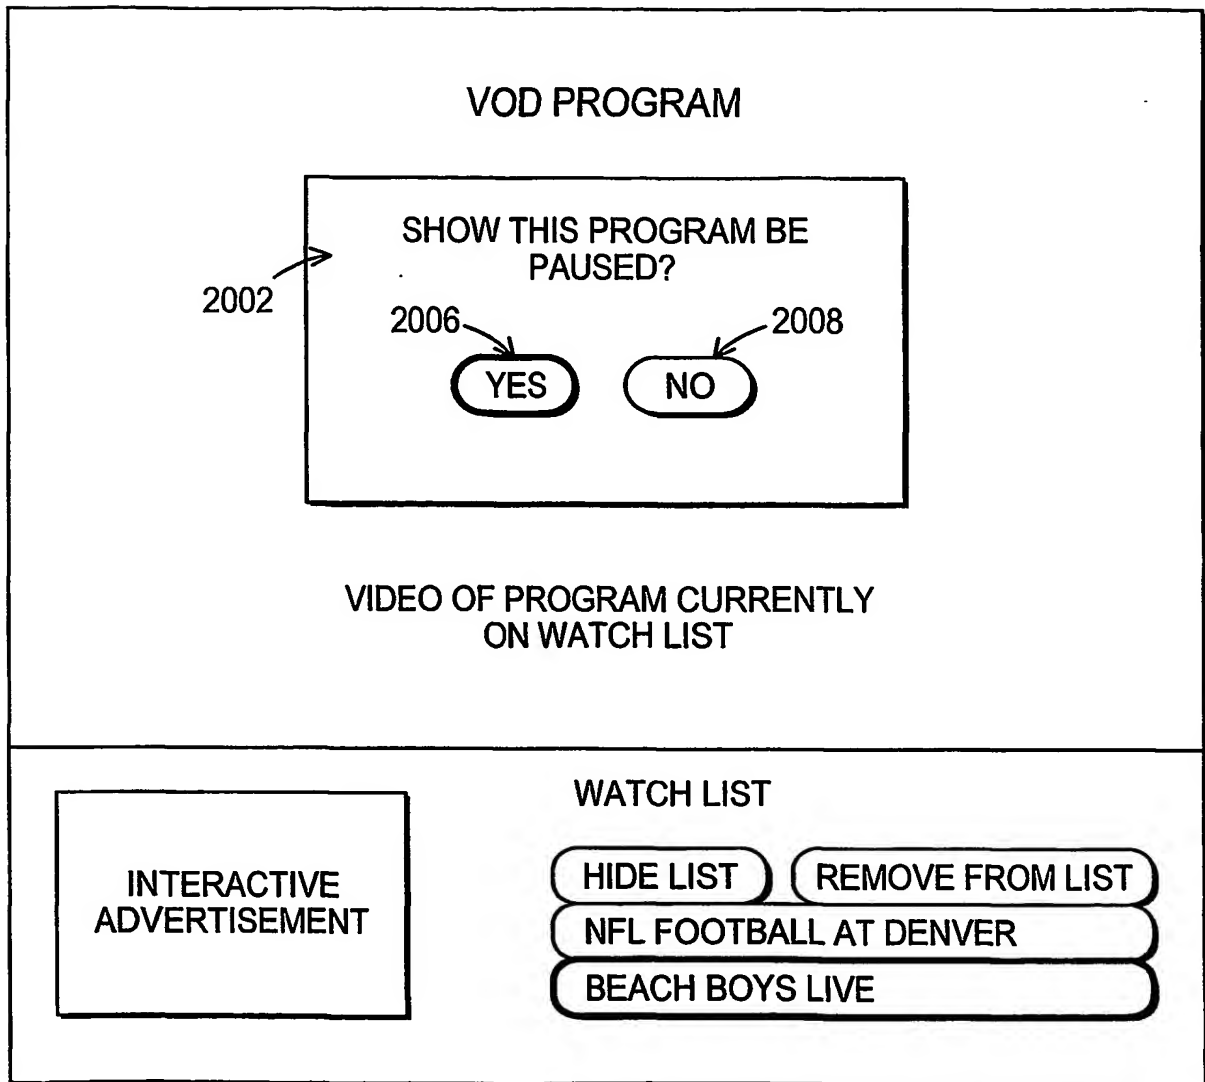 VOD PROGRAM
SHOW THIS PROGRAM BE
PAUSED?
2002
2006
2008
YES
NO
VIDEO OF PROGRAM CURRENTLY
ON WATCH LIST
INTERACTIVE
ADVERTISEMENT
WATCH LIST
HIDE LIST
REMOVE FROM LIST
NFL FOOTBALL AT DENVER
BEACH BOYS LIVE